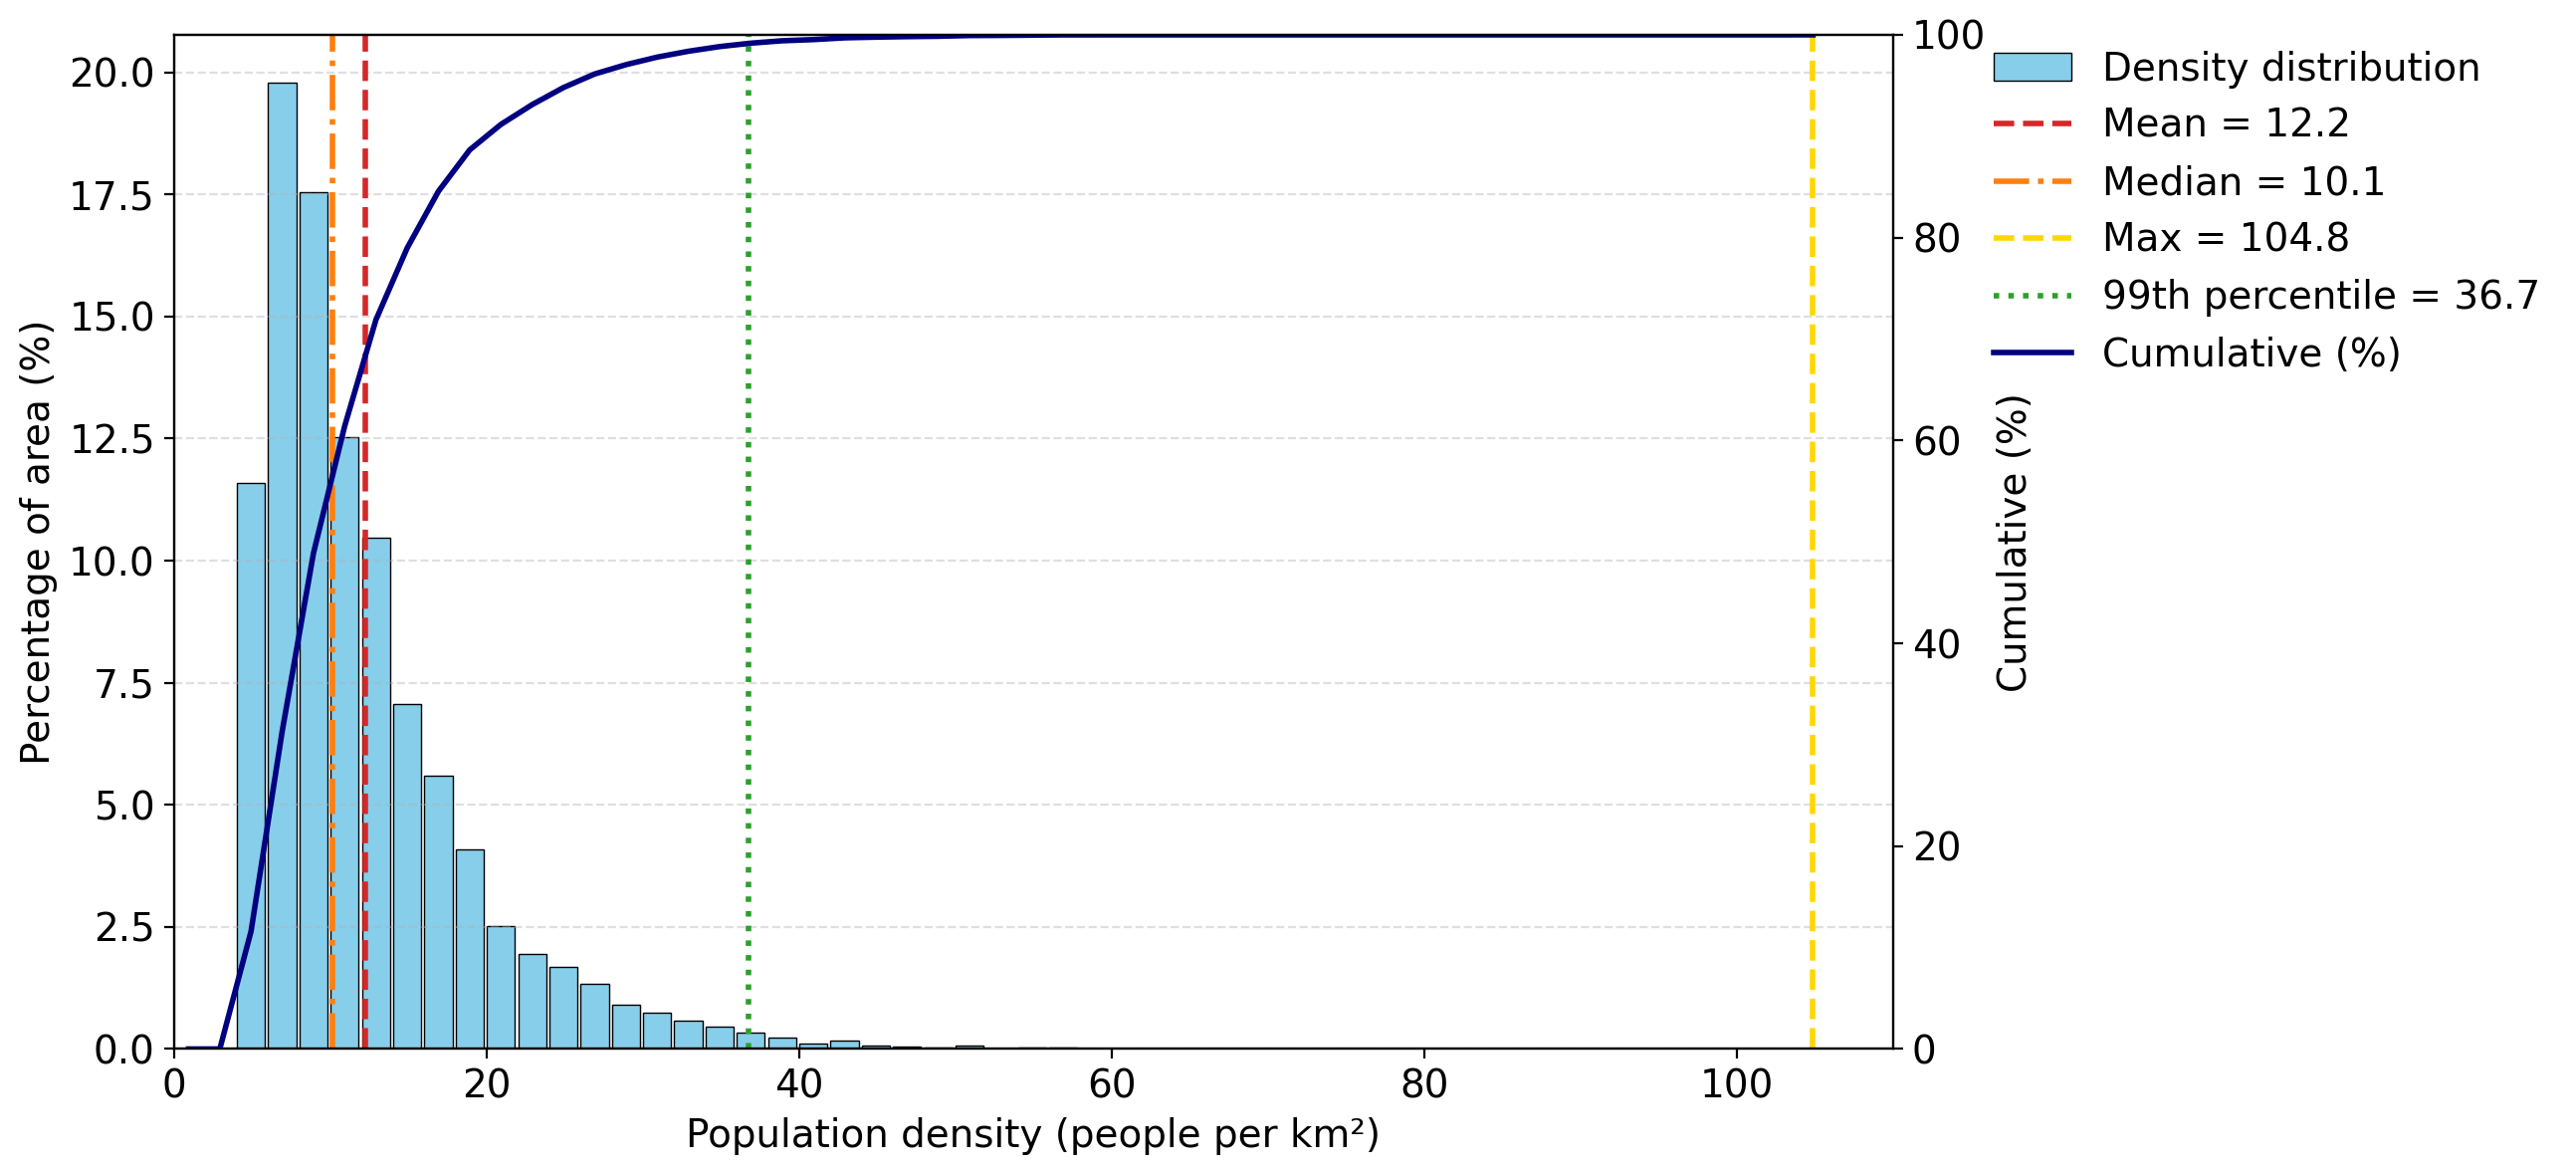 Percentage of area (%)
20.0
17.5
15.0
12.5
10.0
7.5
5.0
2.5
0.0
0
20
40
60
80
100
Population density (people per km²)
100
80
60
40
20
0
Cumulative (%)
Density distribution
Mean = 12.2
Median = 10.1
Max = 104.8
99th percentile = 36.7
Cumulative (%)